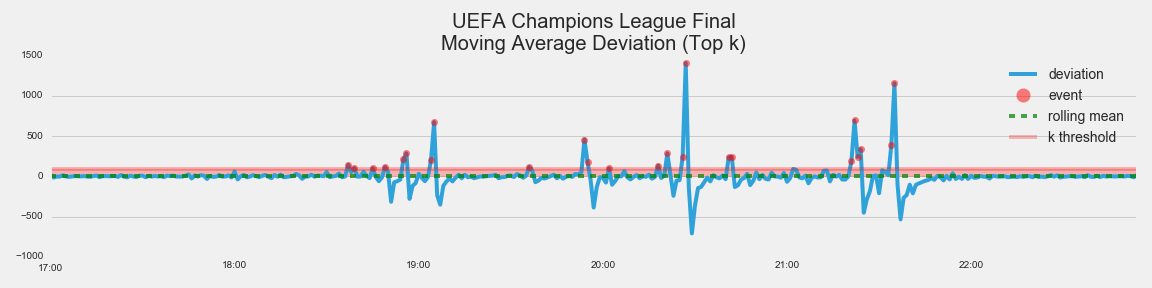 UEFA Champions League Final
Moving Average Deviation (Top k)
1500
1000
500
0
−500
−1000
17:00
18:00
19:00
20:00
21:00
22:00
deviation
event
rolling mean
k threshold